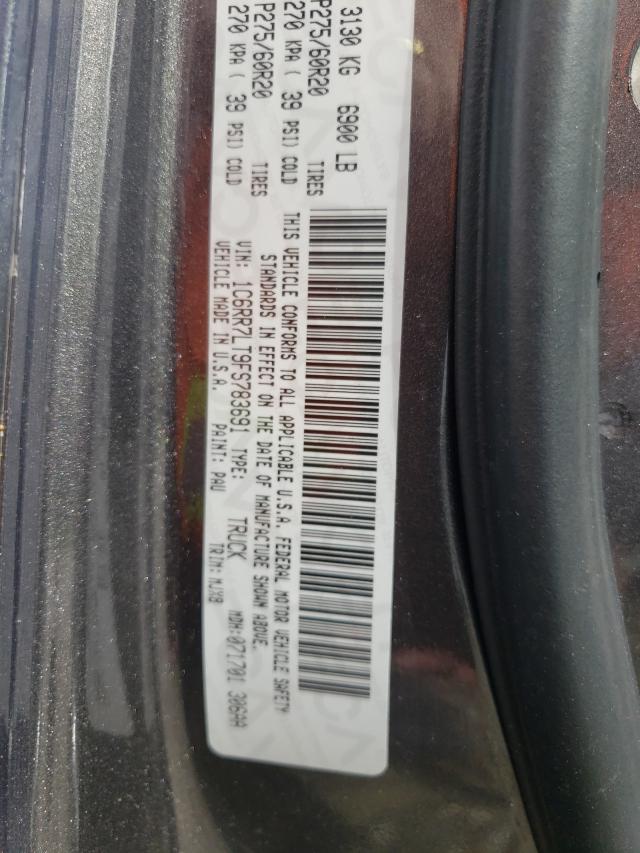 3130 KG 6900 LB
P275/60R20 TIRES
270 KPA ( 39 PSI) COLD
P275/60R20 TIRES
270 KPA ( 39 PSI) COLD
THIS VEHICLE CONFORMS TO ALL APPLICABLE U.S.A. FEDERAL MOTOR VEHICLE SAFETY
STANDARDS IN EFFECT ON THE DATE OF MANUFACTURE SHOWN ABOVE.
VIN: 1C6RR7LT9FS783691 TYPE: TRUCK MDH:071701 306AA
VEHICLE MADE IN U.S.A. PAINT: PAU TRIM: MJX8